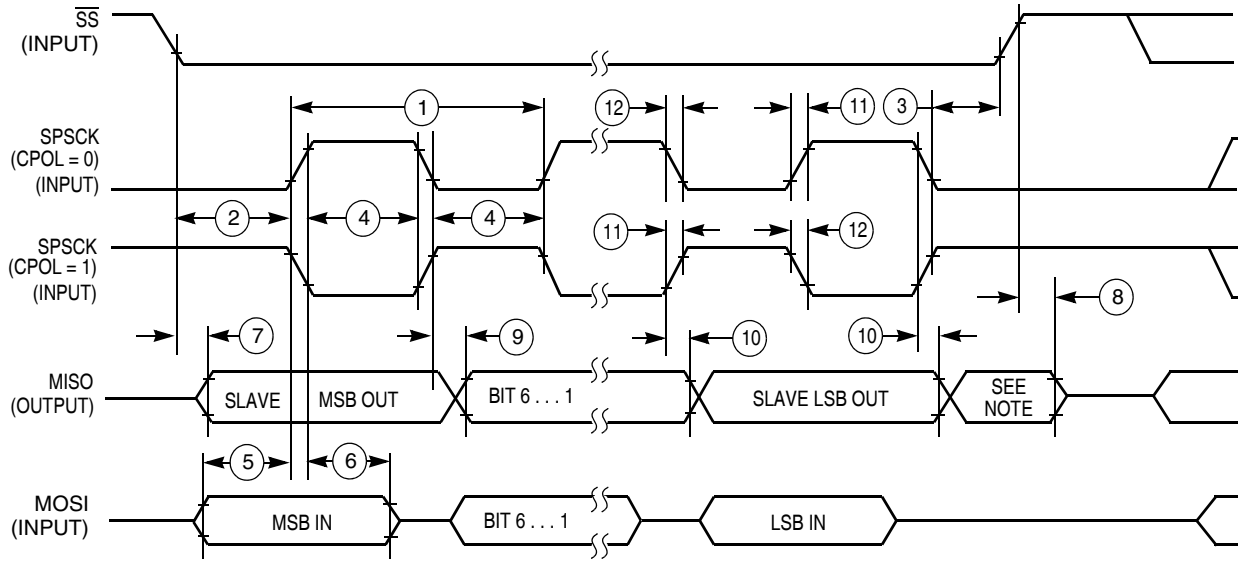 SS
(INPUT)
1
12
11
3
SPSCK
(CPOL = 0)
(INPUT)
2
4
4
11
12
SPSCK
(CPOL = 1)
(INPUT)
7
9
10
10
8
MISO
(OUTPUT)
SLAVE MSB OUT
BIT 6 . . . 1
SLAVE LSB OUT
SEE
NOTE
5
6
MOSI
(INPUT)
MSB IN
BIT 6 . . . 1
LSB IN